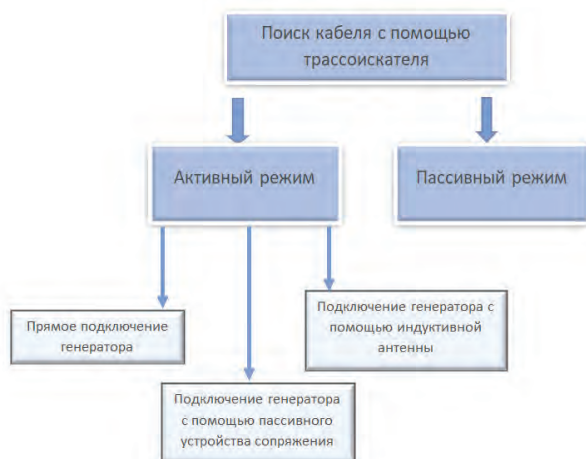 Поиск кабеля с помощью
трассоискателя
Активный режим
Пассивный режим
Прямое подключение
генератора
Подключение генератора с
помощью индуктивной
антенны
Подключение генератора
с помощью пассивного
устройства сопряжения